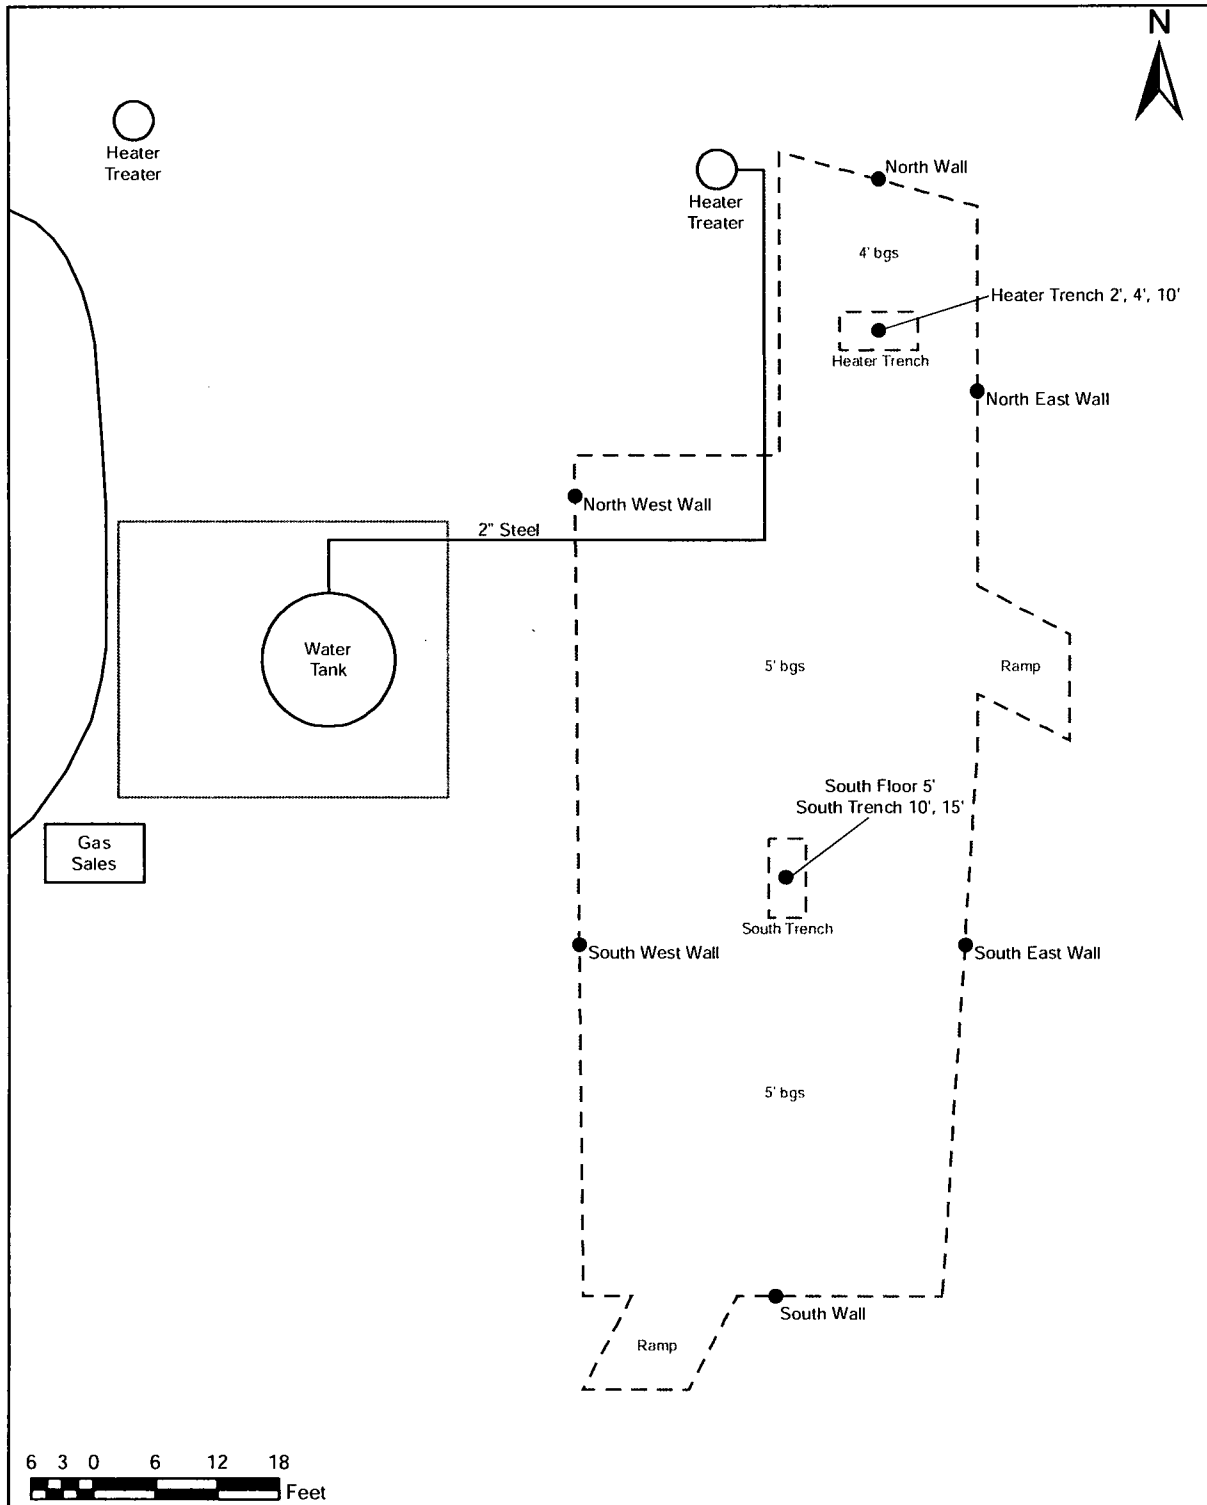 N
Heater
Treater
North Wall
Heater
Treater
4' bgs
Heater Trench 2', 4', 10'
Heater Trench
North East Wall
North West Wall
2" Steel
Water
Tank
5' bgs
Ramp
South Floor 5'
South Trench 10', 15'
Gas
Sales
South Trench
South West Wall
South East Wall
5' bgs
South Wall
Ramp
6 3 0 6 12 18
Feet